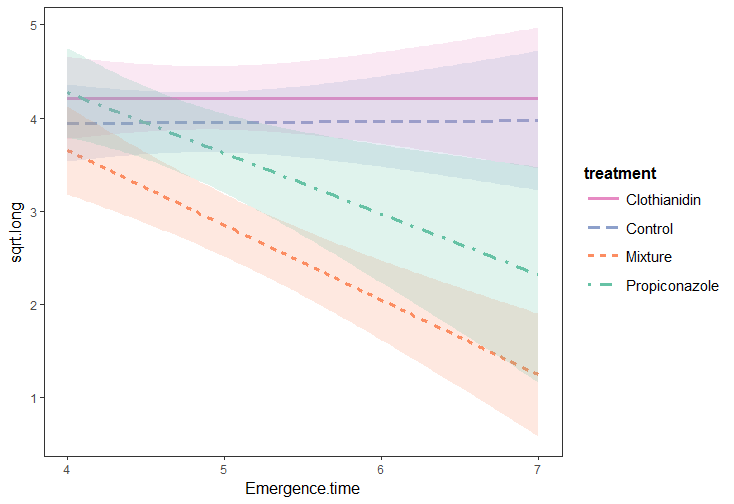 5
4
3
2
1
sqrt.long
4 5 6 7
Emergence.time
treatment
Clothianidin
Control
Mixture
Propiconazole